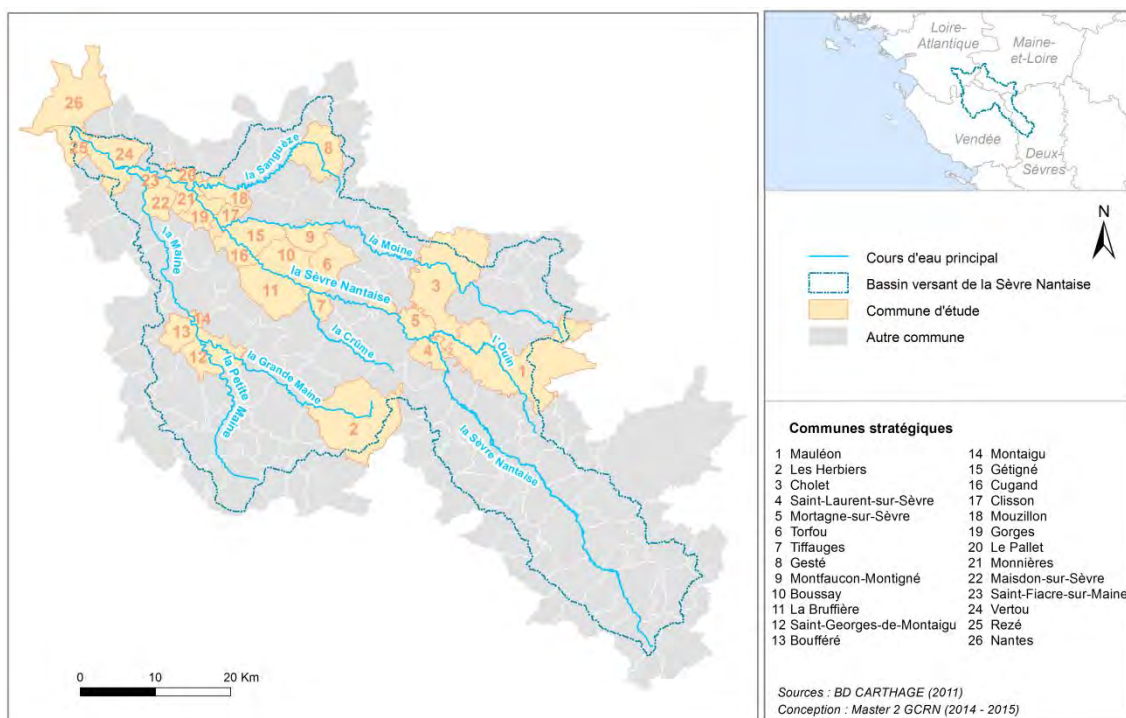 26
25
24
23
20
22
21
19
18
17
8
la Sanguèze
la Maine
15
9
la Moine
16
10
6
11
la Sèvre Nantaise
7
3
5
4
14
13
12
la Crûme
l'Ouin
1
la Grande Maine
la Petite Maine
2
la Sèvre Nantaise
0 10 20 Km
Loire-
Atlantique
Maine-
et-Loire
Vendée
Deux-
Sèvres
N
Cours d'eau principal
Bassin versant de la Sèvre Nantaise
Commune d'étude
Autre commune
Communes stratégiques
1 Mauléon
2 Les Herbiers
3 Cholet
4 Saint-Laurent-sur-Sèvre
5 Mortagne-sur-Sèvre
6 Torfou
7 Tiffauges
8 Gesté
9 Montfaucon-Montigné
10 Boussay
11 La Bruffière
12 Saint-Georges-de-Montaigu
13 Boufféré
14 Montaigu
15 Gétigné
16 Cugand
17 Clisson
18 Mouzillon
19 Gorges
20 Le Pallet
21 Monnières
22 Maisdon-sur-Sèvre
23 Saint-Fiacre-sur-Maine
24 Vertou
25 Rezé
26 Nantes
Sources : BD CARTHAGE (2011)
Conception : Master 2 GCRN (2014 - 2015)